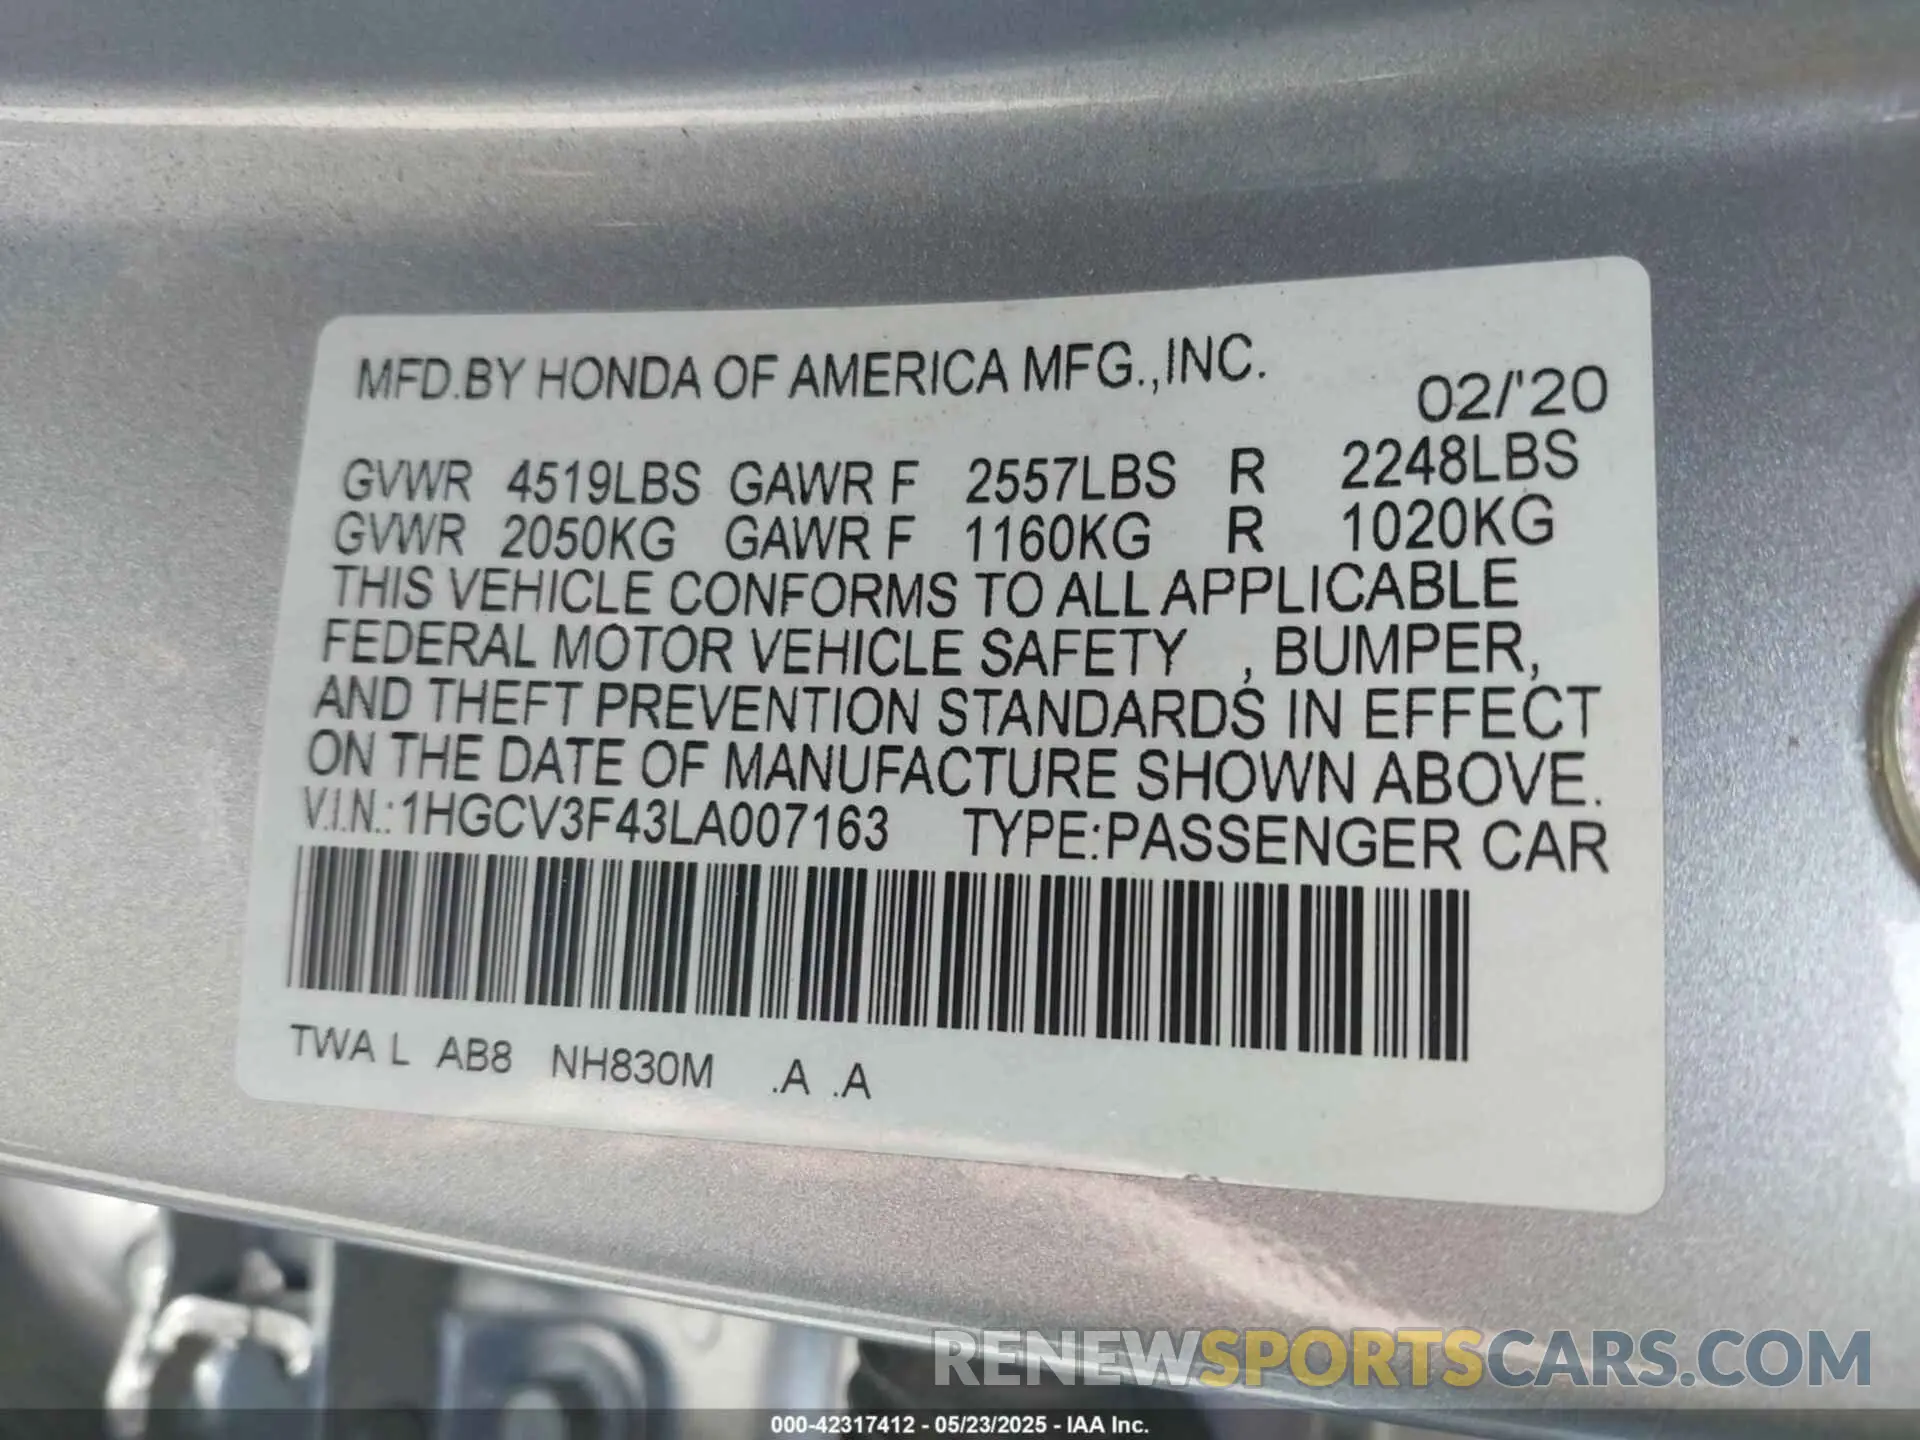 MFD.BY HONDA OF AMERICA MFG.,INC. 02/'20
GVWR 4519LBS GAWR F 2557LBS R 2248LBS
GVWR 2050KG GAWR F 1160KG R 1020KG
THIS VEHICLE CONFORMS TO ALL APPLICABLE
FEDERAL MOTOR VEHICLE SAFETY , BUMPER,
AND THEFT PREVENTION STANDARDS IN EFFECT
ON THE DATE OF MANUFACTURE SHOWN ABOVE.
V.I.N.:1HGCV3F43LA007163 TYPE:PASSENGER CAR
TWA L AB8 NH830M .A .A
RENEWSPORTSCARS.COM
000-42317412 - 05/23/2025 - IAA Inc.